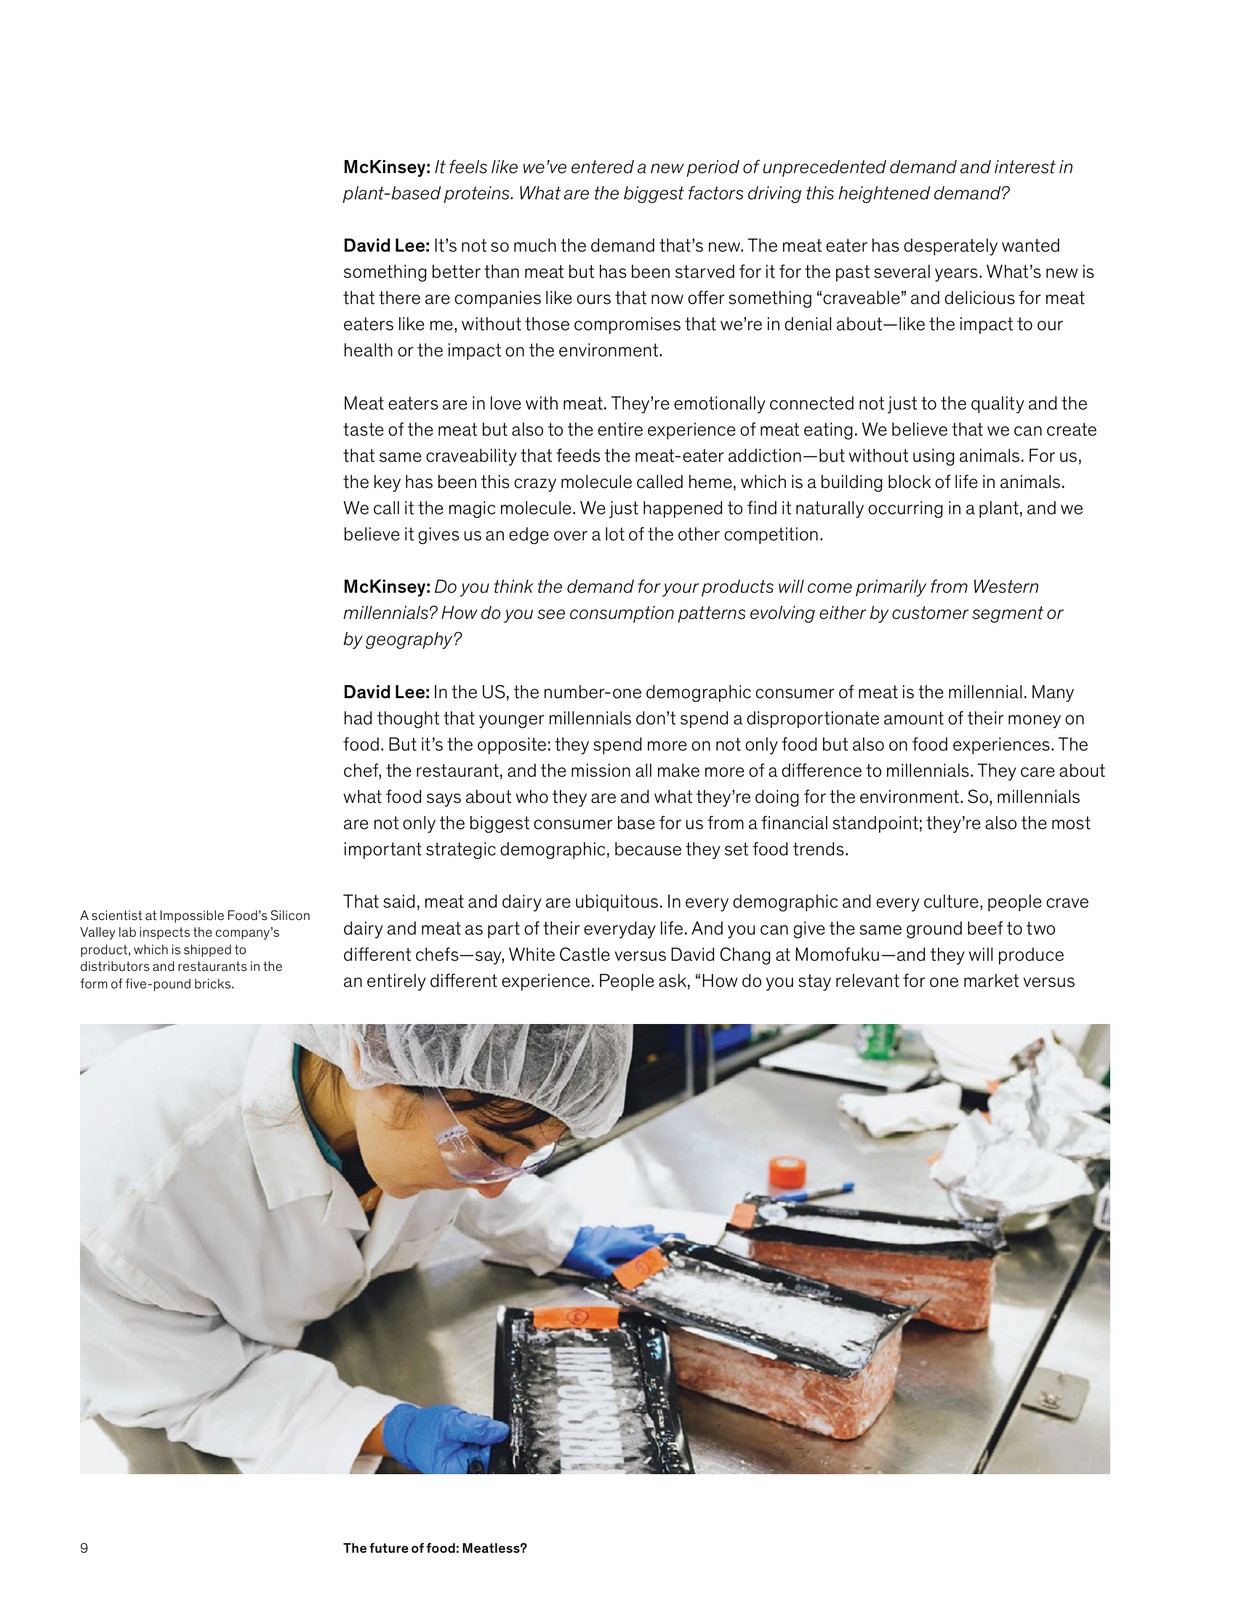 McKinsey: It feels like we’ve entered a new period of unprecedented demand and interest in
plant-based proteins. What are the biggest factors driving this heightened demand?
David Lee: It’s not so much the demand that’s new. The meat eater has desperately wanted
something better than meat but has been starved for it for the past several years. What’s new is
that there are companies like ours that now offer something “craveable” and delicious for meat
eaters like me, without those compromises that we’re in denial about—like the impact to our
health or the impact on the environment.
Meat eaters are in love with meat. They’re emotionally connected not just to the quality and the
taste of the meat but also to the entire experience of meat eating. We believe that we can create
that same craveability that feeds the meat-eater addiction—but without using animals. For us,
the key has been this crazy molecule called heme, which is a building block of life in animals.
We call it the magic molecule. We just happened to find it naturally occurring in a plant, and we
believe it gives us an edge over a lot of the other competition.
McKinsey: Do you think the demand for your products will come primarily from Western
millennials? How do you see consumption patterns evolving either by customer segment or
by geography?
David Lee: In the US, the number-one demographic consumer of meat is the millennial. Many
had thought that younger millennials don’t spend a disproportionate amount of their money on
food. But it’s the opposite: they spend more on not only food but also on food experiences. The
chef, the restaurant, and the mission all make more of a difference to millennials. They care about
what food says about who they are and what they’re doing for the environment. So, millennials
are not only the biggest consumer base for us from a financial standpoint; they’re also the most
important strategic demographic, because they set food trends.
That said, meat and dairy are ubiquitous. In every demographic and every culture, people crave
dairy and meat as part of their everyday life. And you can give the same ground beef to two
different chefs—say, White Castle versus David Chang at Momofuku—and they will produce
an entirely different experience. People ask, “How do you stay relevant for one market versus
A scientist at Impossible Food’s Silicon
Valley lab inspects the company’s
product, which is shipped to
distributors and restaurants in the
form of five-pound bricks.
IMPOSSIBLE
9
The future of food: Meatless?